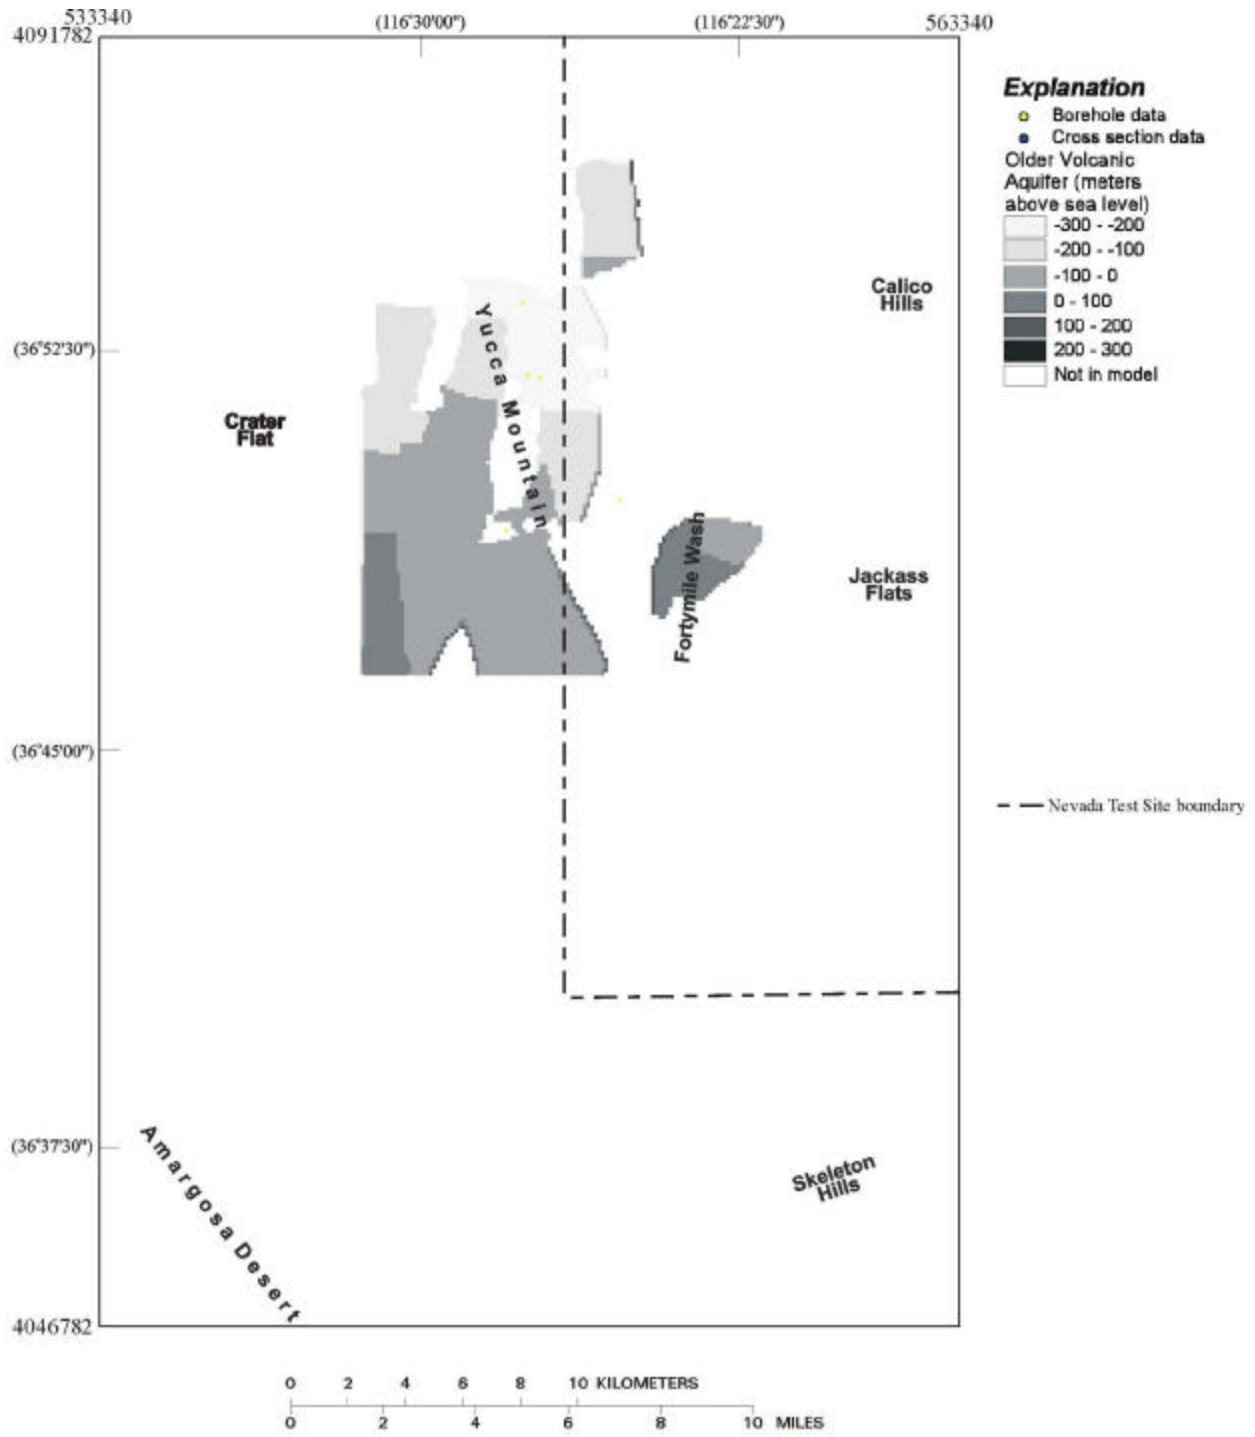 533340
(116°30'00")
(116°22'30")
563340
4091782
Explanation
Borehole data
Cross section data
Older Volcanic
Aquifer (meters
above sea level)
-300 - -200
-200 - -100
-100 - 0
0 - 100
100 - 200
200 - 300
Not in model
Calico
Hills
Yucca Mountain
(36°52'30")
Crater
Flat
Fortymile Wash
Jackass
Flats
(36°45'00")
Nevada Test Site boundary
(36°37'30")
Amargosa Desert
Skeleton
Hills
4046782
0 2 4 6 8 10 KILOMETERS
0 2 4 6 8 10 MILES